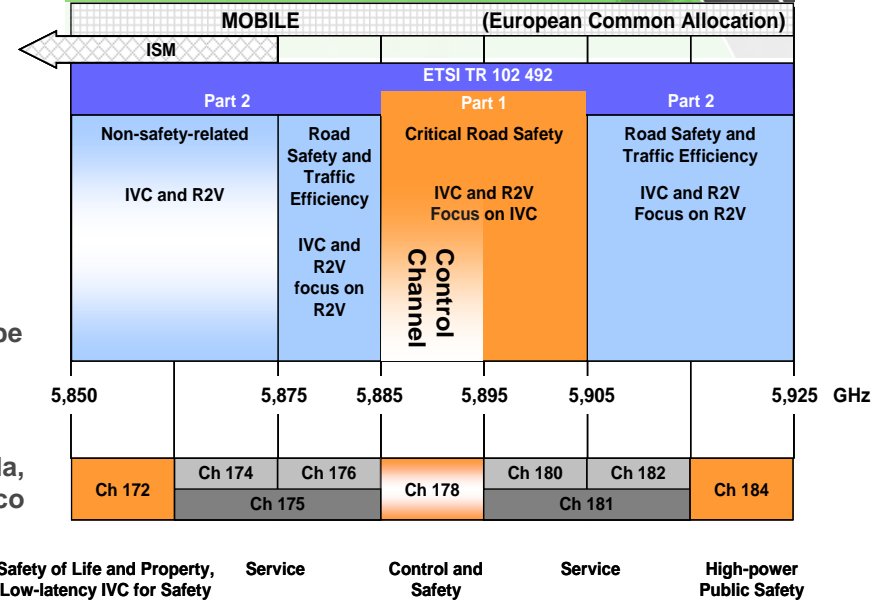 MOBILE (European Common Allocation)
ISM
ETSI TR 102 492
Part 2 Part 1 Part 2
Non-safety-related
IVC and R2V
Road
Safety and
Traffic
Efficiency
IVC and
R2V
focus on
R2V
Critical Road Safety
IVC and R2V
Focus on IVC
Control
Channel
Road Safety and
Traffic Efficiency
IVC and R2V
Focus on R2V
pe
5,850 5,875 5,885 5,895 5,905 5,925 GHz
da,
co
Ch 172
Ch 174 Ch 176
Ch 175
Ch 178
Ch 180 Ch 182
Ch 181
Ch 184
Safety of Life and Property,
Low-latency IVC for Safety
Service
Control and
Safety
Service
High-power
Public Safety